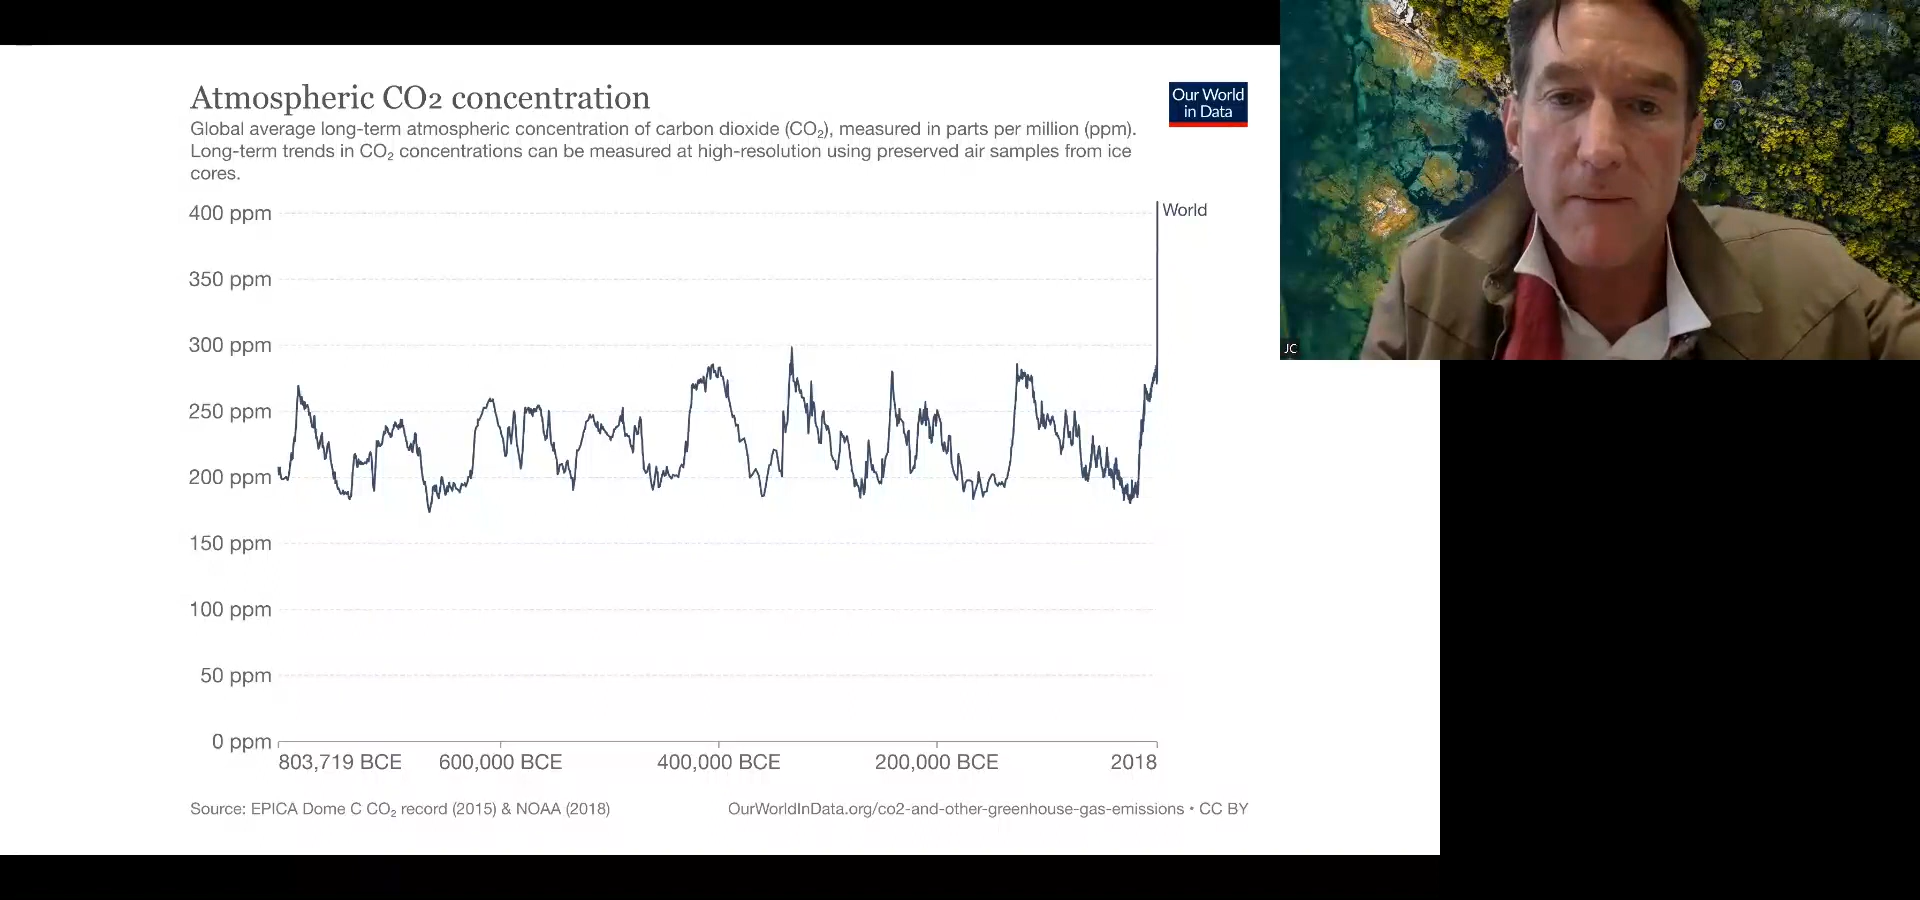 Atmospheric CO2 concentration
Our World
in Data
Global average long-term atmospheric concentration of carbon dioxide (CO₂), measured in parts per million (ppm).
Long-term trends in CO₂ concentrations can be measured at high-resolution using preserved air samples from ice
cores.
400 ppm
World
350 ppm
300 ppm
250 ppm
200 ppm
150 ppm
100 ppm
50 ppm
0 ppm
803,719 BCE 600,000 BCE 400,000 BCE 200,000 BCE 2018
Source: EPICA Dome C CO₂ record (2015) & NOAA (2018)
OurWorldInData.org/co2-and-other-greenhouse-gas-emissions • CC BY
JC